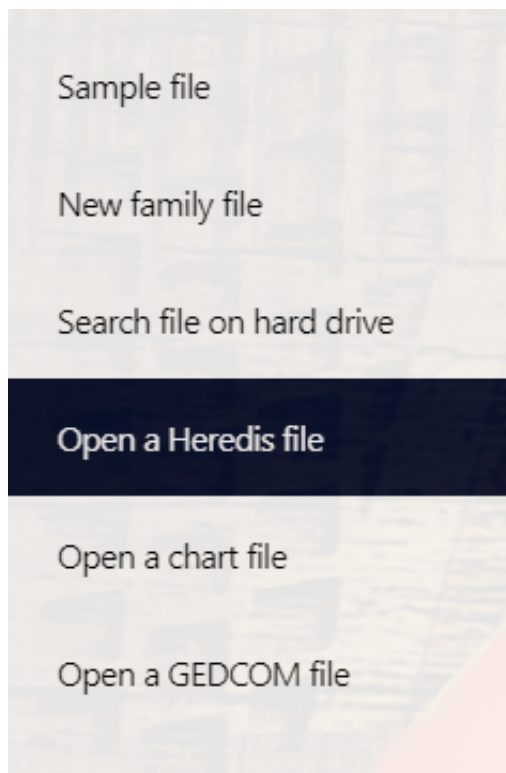 Sample file
New family file
Search file on hard drive
Open a Heredis file
Open a chart file
Open a GEDCOM file